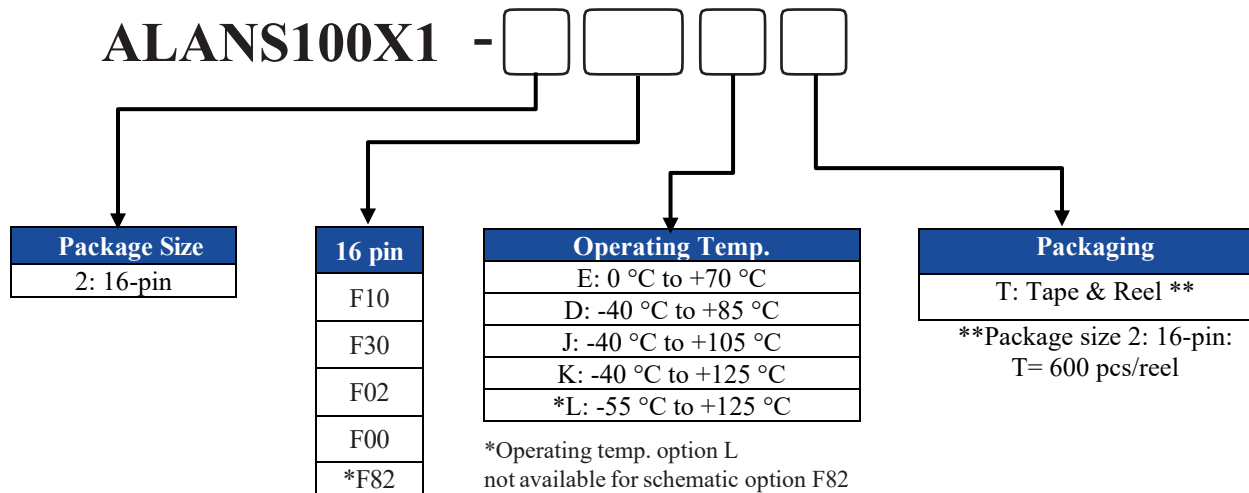 ALANS100X1 -
Package Size
2: 16-pin
16 pin
F10
F30
F02
F00
*F82
Operating Temp.
E: 0 °C to +70 °C
D: -40 °C to +85 °C
J: -40 °C to +105 °C
K: -40 °C to +125 °C
*L: -55 °C to +125 °C
*Operating temp. option L
not available for schematic option F82
Packaging
T: Tape & Reel **
**Package size 2: 16-pin:
T= 600 pcs/reel